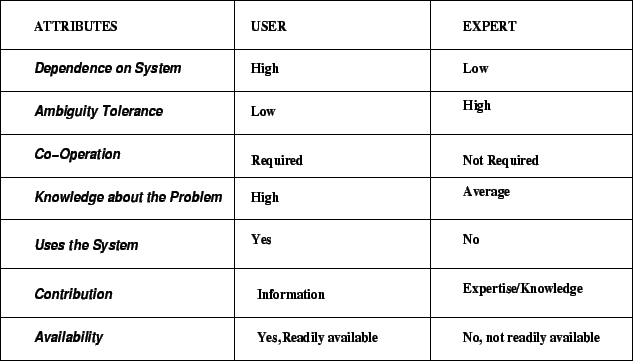 ATTRIBUTES USER EXPERT
Dependence on System High Low
Ambiguity Tolerance Low High
Co-Operation Required Not Required
Knowledge about the Problem High Average
Uses the System Yes No
Contribution Information Expertise/Knowledge
Availability Yes,Readily available No, not readily available